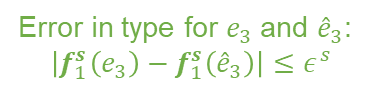 Error in type for e₃ and ê₃:
|f₁ˢ(e₃) − f₁ˢ(ê₃)| ≤ ϵˢ